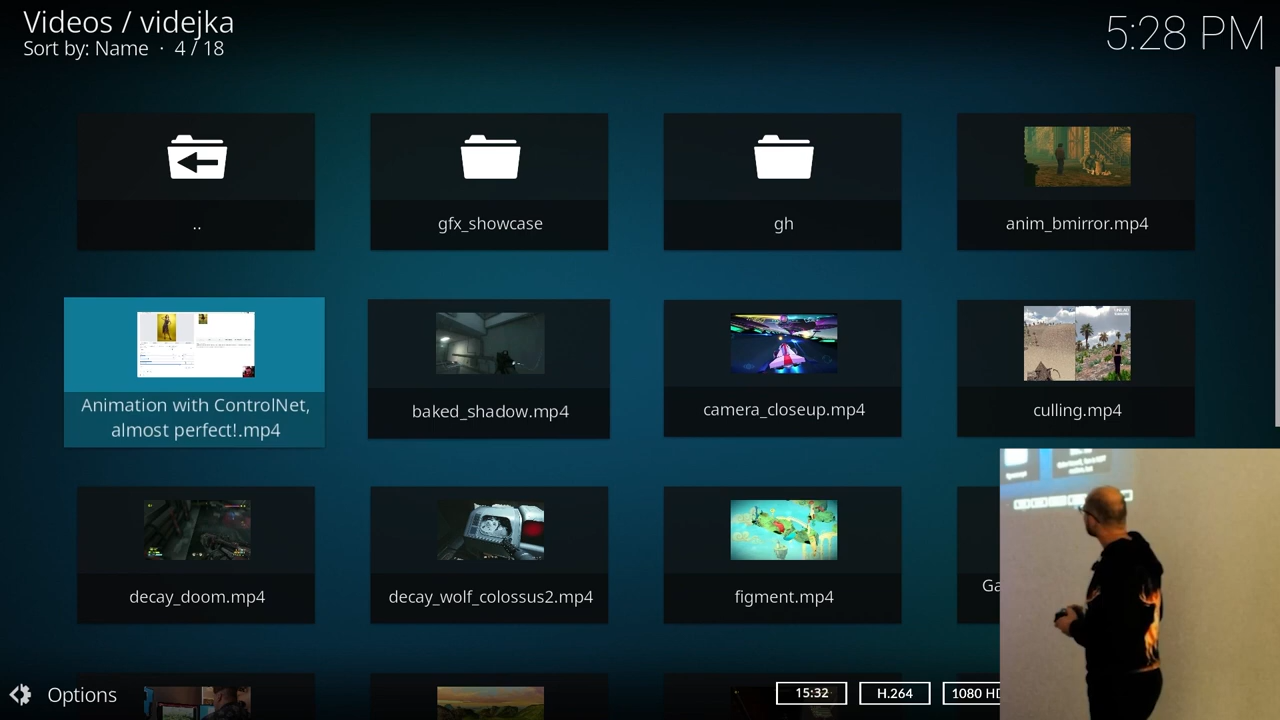 Videos / videjka
Sort by: Name · 4 / 18
5:28 PM
..
gfx_showcase
gh
anim_bmirror.mp4
Animation with ControlNet,
almost perfect!.mp4
baked_shadow.mp4
camera_closeup.mp4
culling.mp4
decay_doom.mp4
decay_wolf_colossus2.mp4
figment.mp4
Options
15:32
H.264
1080